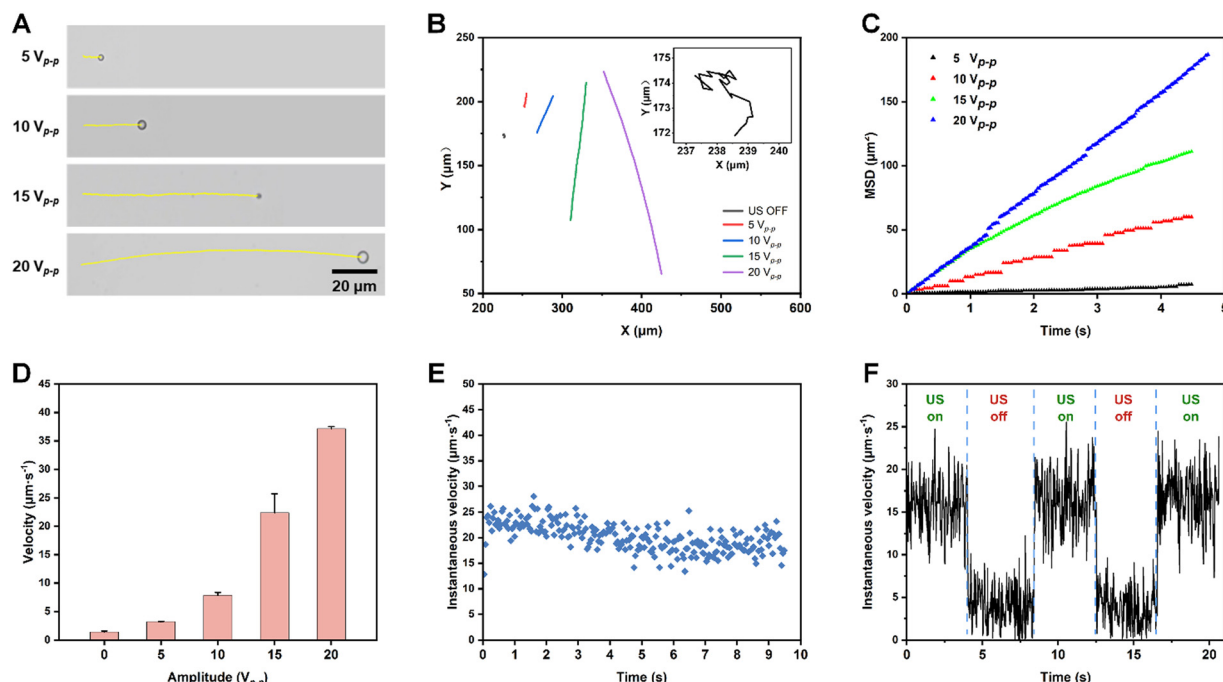 A
5 Vp-p
10 Vp-p
15 Vp-p
20 Vp-p
20 µm
B
250
200
150
100
50
200
300
400
500
600
Y (µm)
X (µm)
175
174
173
172
237
238
239
240
Y (µm)
X (µm)
US OFF
5 Vp-p
10 Vp-p
15 Vp-p
20 Vp-p
C
200
150
100
50
0
0
1
2
3
4
5
MSD (µm²)
Time (s)
5 Vp-p
10 Vp-p
15 Vp-p
20 Vp-p
D
45
40
35
30
25
20
15
10
5
0
0
5
10
15
20
Velocity (µm·s⁻¹)
Amplitude (Vp-p)
E
50
45
40
35
30
25
20
15
10
5
0
0
1
2
3
4
5
6
7
8
9
10
Instantaneous velocity (µm·s⁻¹)
Time (s)
F
30
25
20
15
10
5
0
0
5
10
15
20
Instantaneous velocity (µm·s⁻¹)
Time (s)
US on
US off
US on
US off
US on